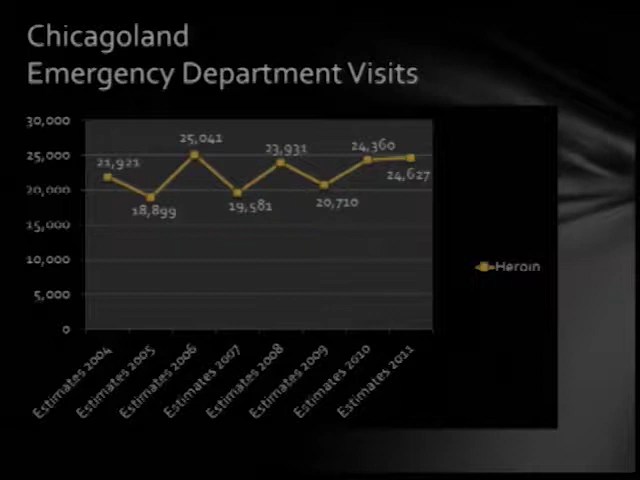 Chicagoland
Emergency Department Visits
30,000
25,000
20,000
15,000
10,000
5,000
0
21,921
18,899
25,041
19,581
23,931
20,710
24,360
24,627
Heroin
Estimates 2004
Estimates 2005
Estimates 2006
Estimates 2007
Estimates 2008
Estimates 2009
Estimates 2010
Estimates 2011